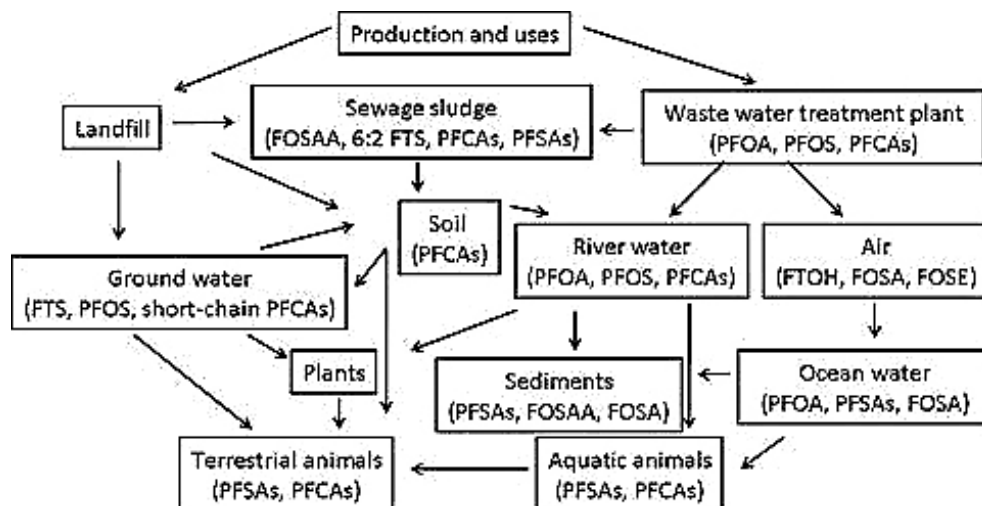 Production and uses
Landfill
Sewage sludge
(FOSAA, 6:2 FTS, PFCAs, PFSAs)
Waste water treatment plant
(PFOA, PFOS, PFCAs)
Soil
(PFCAs)
River water
(PFOA, PFOS, PFCAs)
Air
(FTOH, FOSA, FOSE)
Ground water
(FTS, PFOS, short-chain PFCAs)
Plants
Sediments
(PFSAs, FOSAA, FOSA)
Ocean water
(PFOA, PFSAs, FOSA)
Terrestrial animals
(PFSAs, PFCAs)
Aquatic animals
(PFSAs, PFCAs)